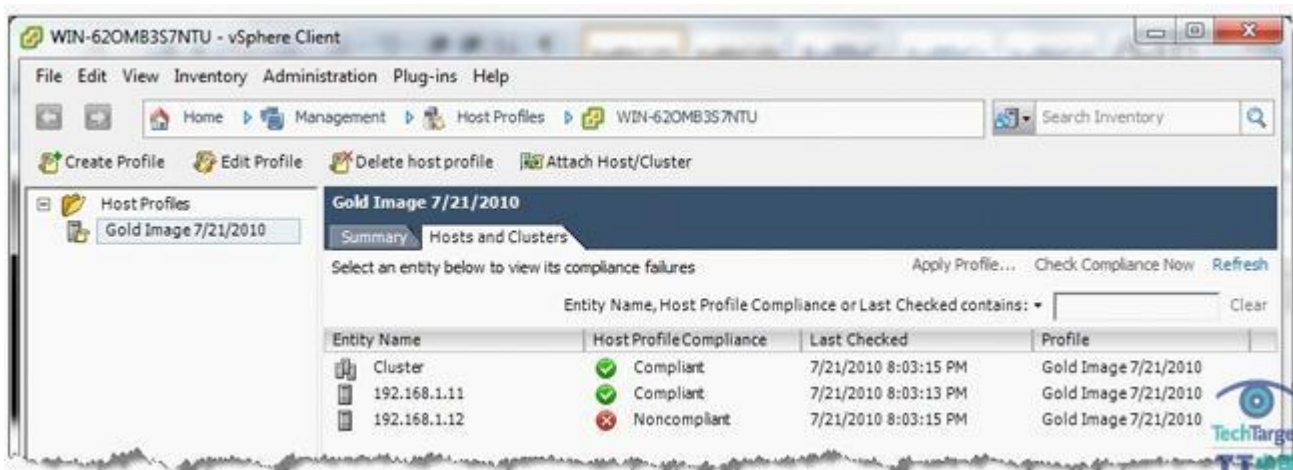 WIN-62OMB3S7NTU - vSphere Client
File Edit View Inventory Administration Plug-ins Help
Home Management Host Profiles WIN-62OMB3S7NTU Search Inventory
Create Profile Edit Profile Delete host profile Attach Host/Cluster
Host Profiles
Gold Image 7/21/2010
Gold Image 7/21/2010
Summary Hosts and Clusters
Select an entity below to view its compliance failures Apply Profile... Check Compliance Now Refresh
Entity Name, Host Profile Compliance or Last Checked contains: Clear
Entity Name Host Profile Compliance Last Checked Profile
Cluster Compliant 7/21/2010 8:03:15 PM Gold Image 7/21/2010
192.168.1.11 Compliant 7/21/2010 8:03:13 PM Gold Image 7/21/2010
192.168.1.12 Noncompliant 7/21/2010 8:03:15 PM Gold Image 7/21/2010
TechTarge